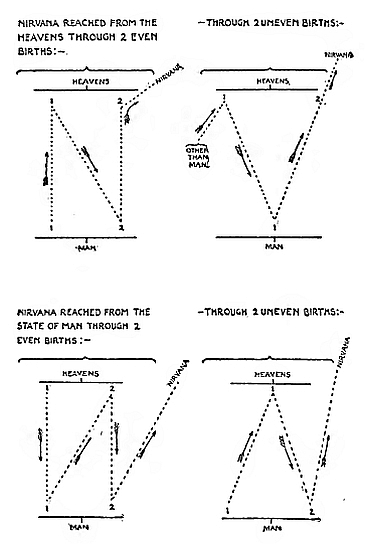 NIRVANA REACHED FROM THE
HEAVENS THROUGH 2 EVEN
BIRTHS:—
—THROUGH 2 UNEVEN BIRTHS:—
HEAVENS
1 2
NIRVANA
1 2
MAN
NIRVANA
HEAVENS
1 2
OTHER
THAN
MAN
1
MAN
NIRVANA REACHED FROM THE
STATE OF MAN THROUGH 2
EVEN BIRTHS:—
—THROUGH 2 UNEVEN BIRTHS:—
HEAVENS
1 2
NIRVANA
1 2
MAN
NIRVANA
HEAVENS
1
1 2
MAN